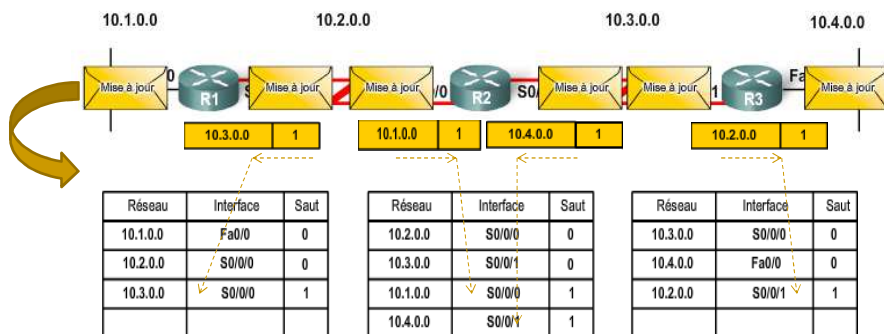 10.1.0.0 10.2.0.0 10.3.0.0 10.4.0.0
Mise à jour 0 R1 S Mise à jour Mise à jour /0 R2 S0/ Mise à jour Mise à jour 1 R3 Fa Mise à jour
10.3.0.0 1 10.1.0.0 1 10.4.0.0 1 10.2.0.0 1
Réseau Interface Saut
10.1.0.0 Fa0/0 0
10.2.0.0 S0/0/0 0
10.3.0.0 S0/0/0 1
Réseau Interface Saut
10.2.0.0 S0/0/0 0
10.3.0.0 S0/0/1 0
10.1.0.0 S0/0/0 1
10.4.0.0 S0/0/1 1
Réseau Interface Saut
10.3.0.0 S0/0/0 0
10.4.0.0 Fa0/0 0
10.2.0.0 S0/0/1 1